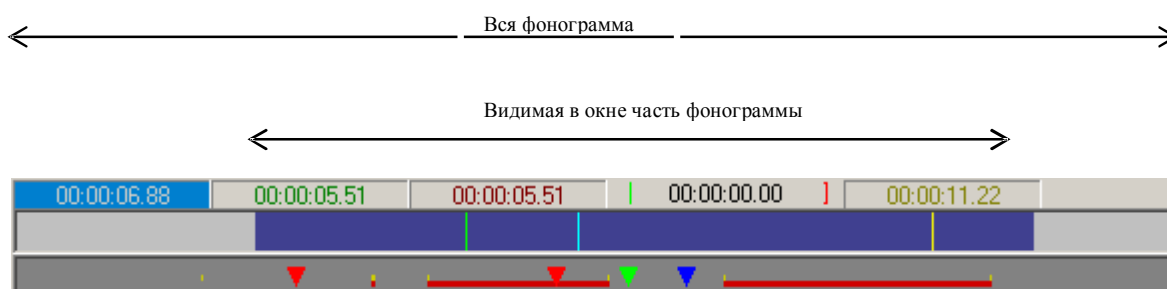 Вся фонограмма
Видимая в окне часть фонограммы
00:00:06.88 00:00:05.51 00:00:05.51 | 00:00:00.00 ] 00:00:11.22